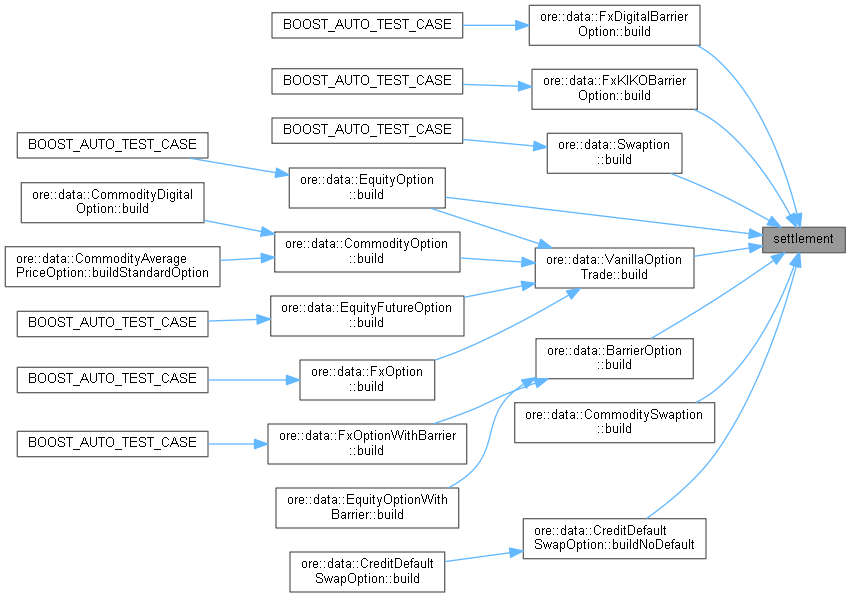 BOOST_AUTO_TEST_CASE
ore::data::FxDigitalBarrier
Option::build
BOOST_AUTO_TEST_CASE
ore::data::FxKIKOBarrier
Option::build
BOOST_AUTO_TEST_CASE
ore::data::Swaption
::build
BOOST_AUTO_TEST_CASE
ore::data::EquityOption
::build
ore::data::CommodityDigital
Option::build
settlement
ore::data::CommodityOption
::build
ore::data::CommodityAverage
PriceOption::buildStandardOption
ore::data::VanillaOption
Trade::build
ore::data::EquityFutureOption
::build
BOOST_AUTO_TEST_CASE
ore::data::BarrierOption
::build
BOOST_AUTO_TEST_CASE
ore::data::FxOption
::build
ore::data::CommoditySwaption
::build
BOOST_AUTO_TEST_CASE
ore::data::FxOptionWithBarrier
::build
ore::data::EquityOptionWith
Barrier::build
ore::data::CreditDefault
SwapOption::buildNoDefault
ore::data::CreditDefault
SwapOption::build